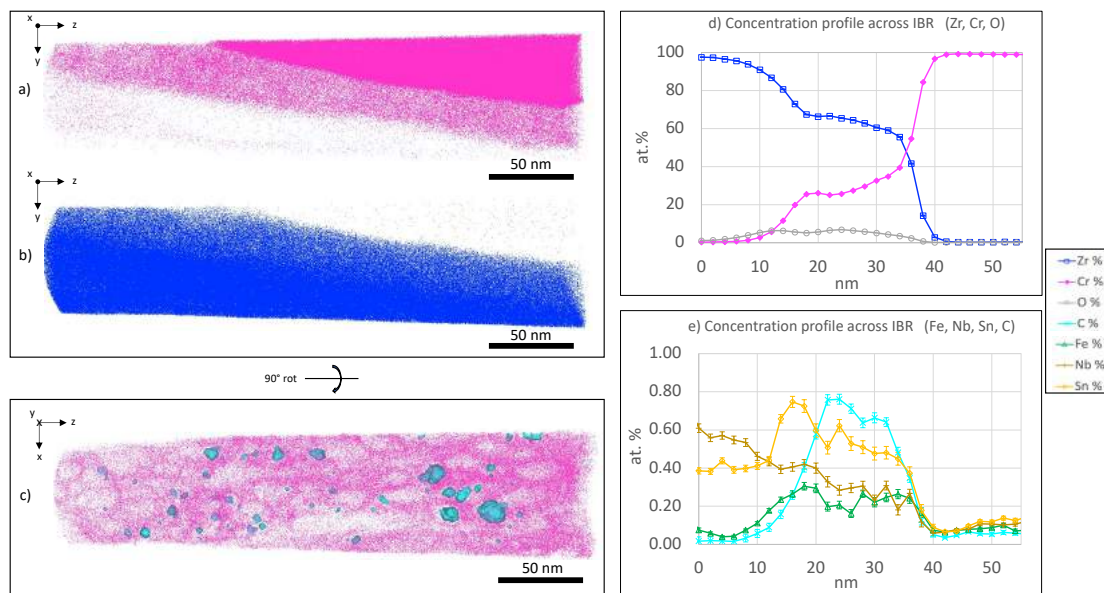 x
z
y
a)
50 nm
x
z
y
b)
50 nm
90° rot
y
x
z
x
c)
50 nm
d) Concentration profile across IBR (Zr, Cr, O)
100
80
60
40
20
0
at.%
0 10 20 30 40 50
nm
Zr %
Cr %
O %
C %
Fe %
Nb %
Sn %
e) Concentration profile across IBR (Fe, Nb, Sn, C)
1.00
0.80
0.60
0.40
0.20
0.00
at. %
0 10 20 30 40 50
nm